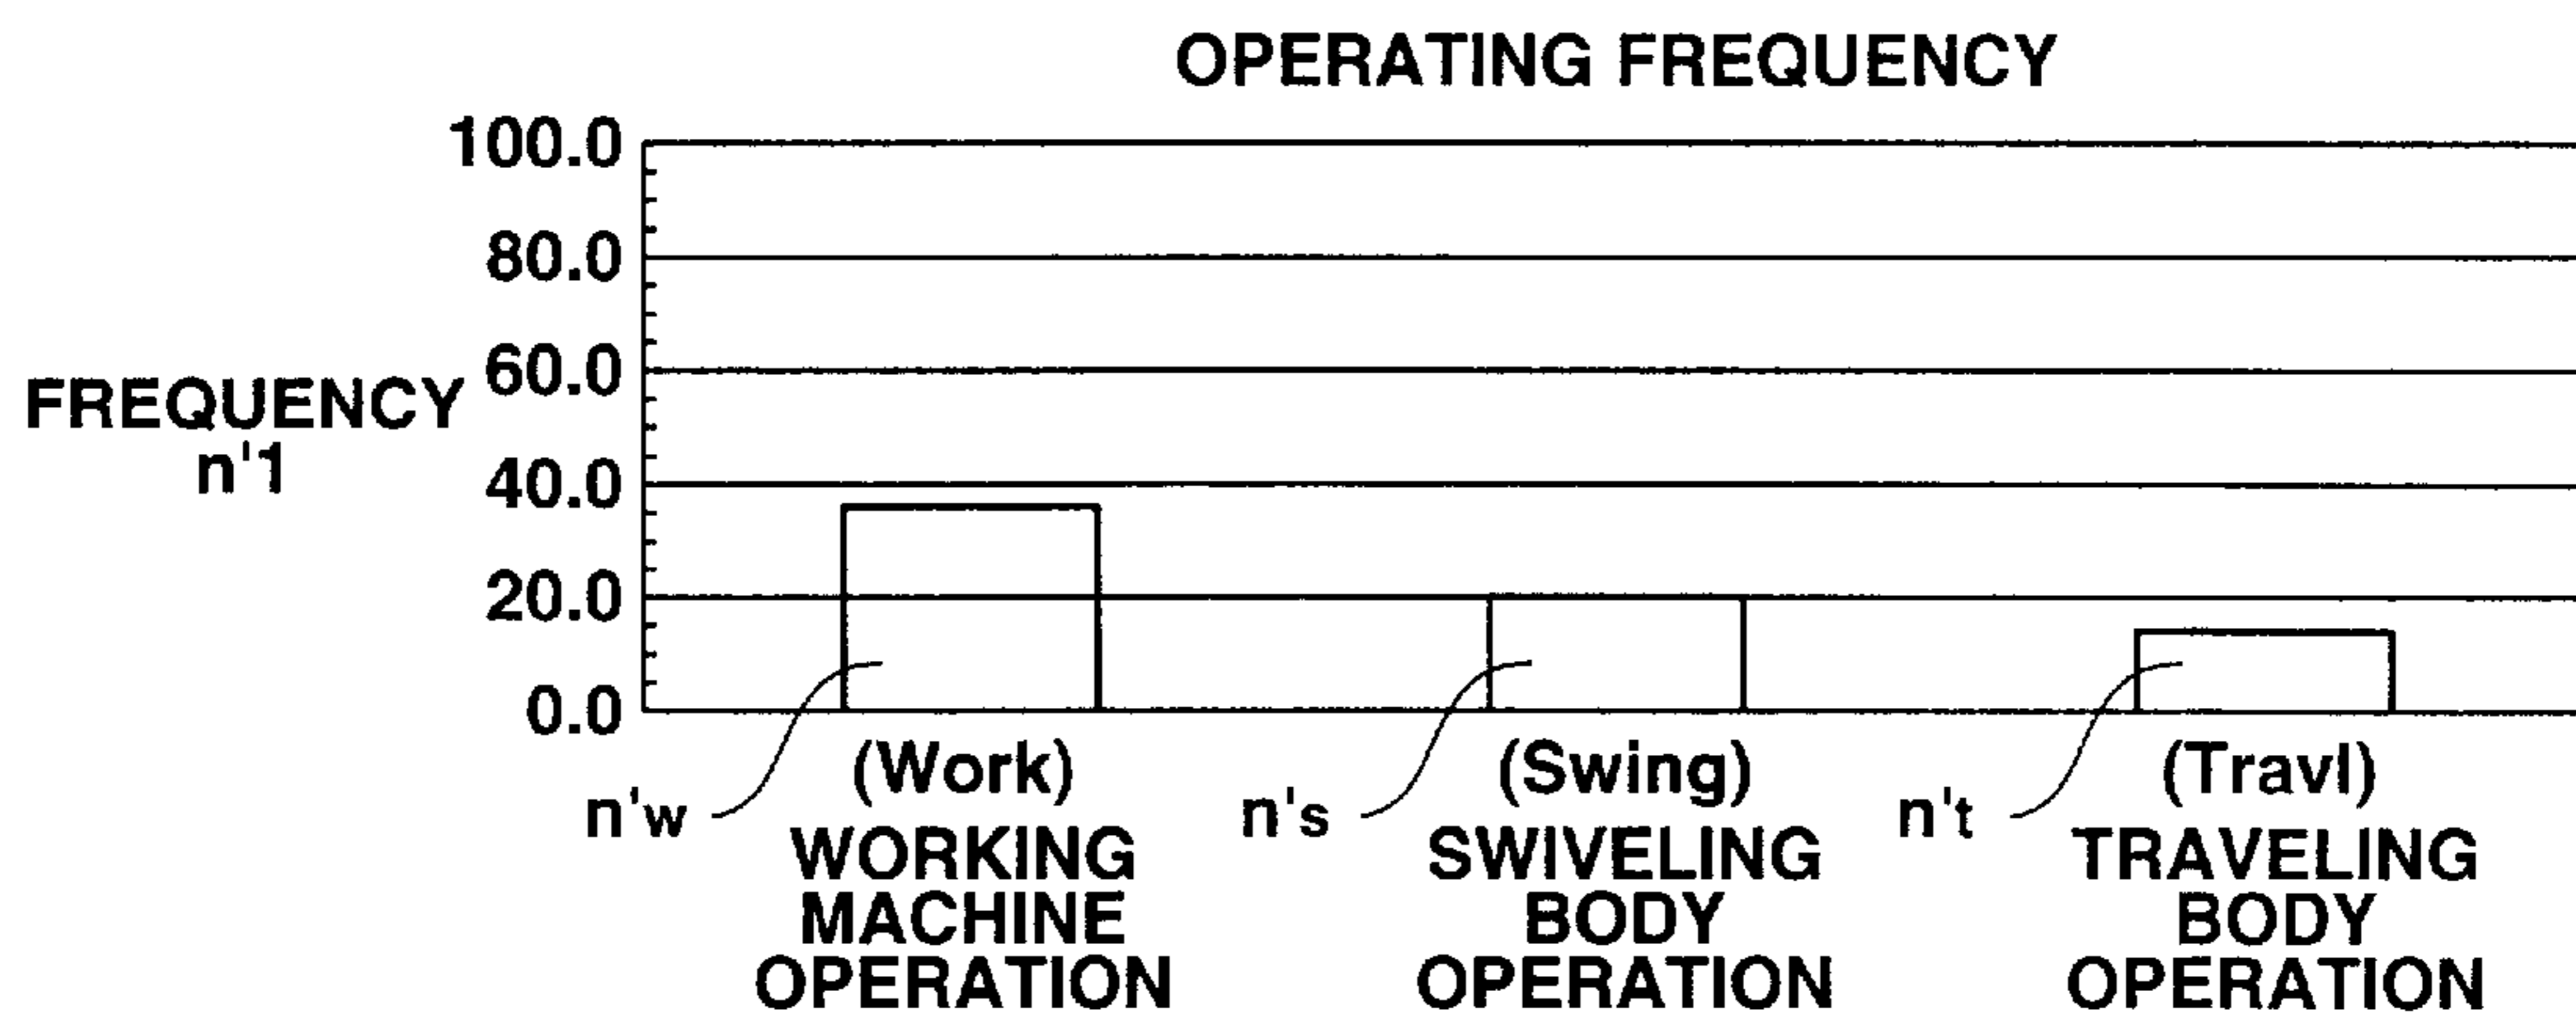 OPERATING FREQUENCY
100.0
80.0
60.0
FREQUENCY
n'1
40.0
20.0
0.0
(Work)
(Swing)
(Travl)
n'w
n's
n't
WORKING
MACHINE
OPERATION
SWIVELING
BODY
OPERATION
TRAVELING
BODY
OPERATION